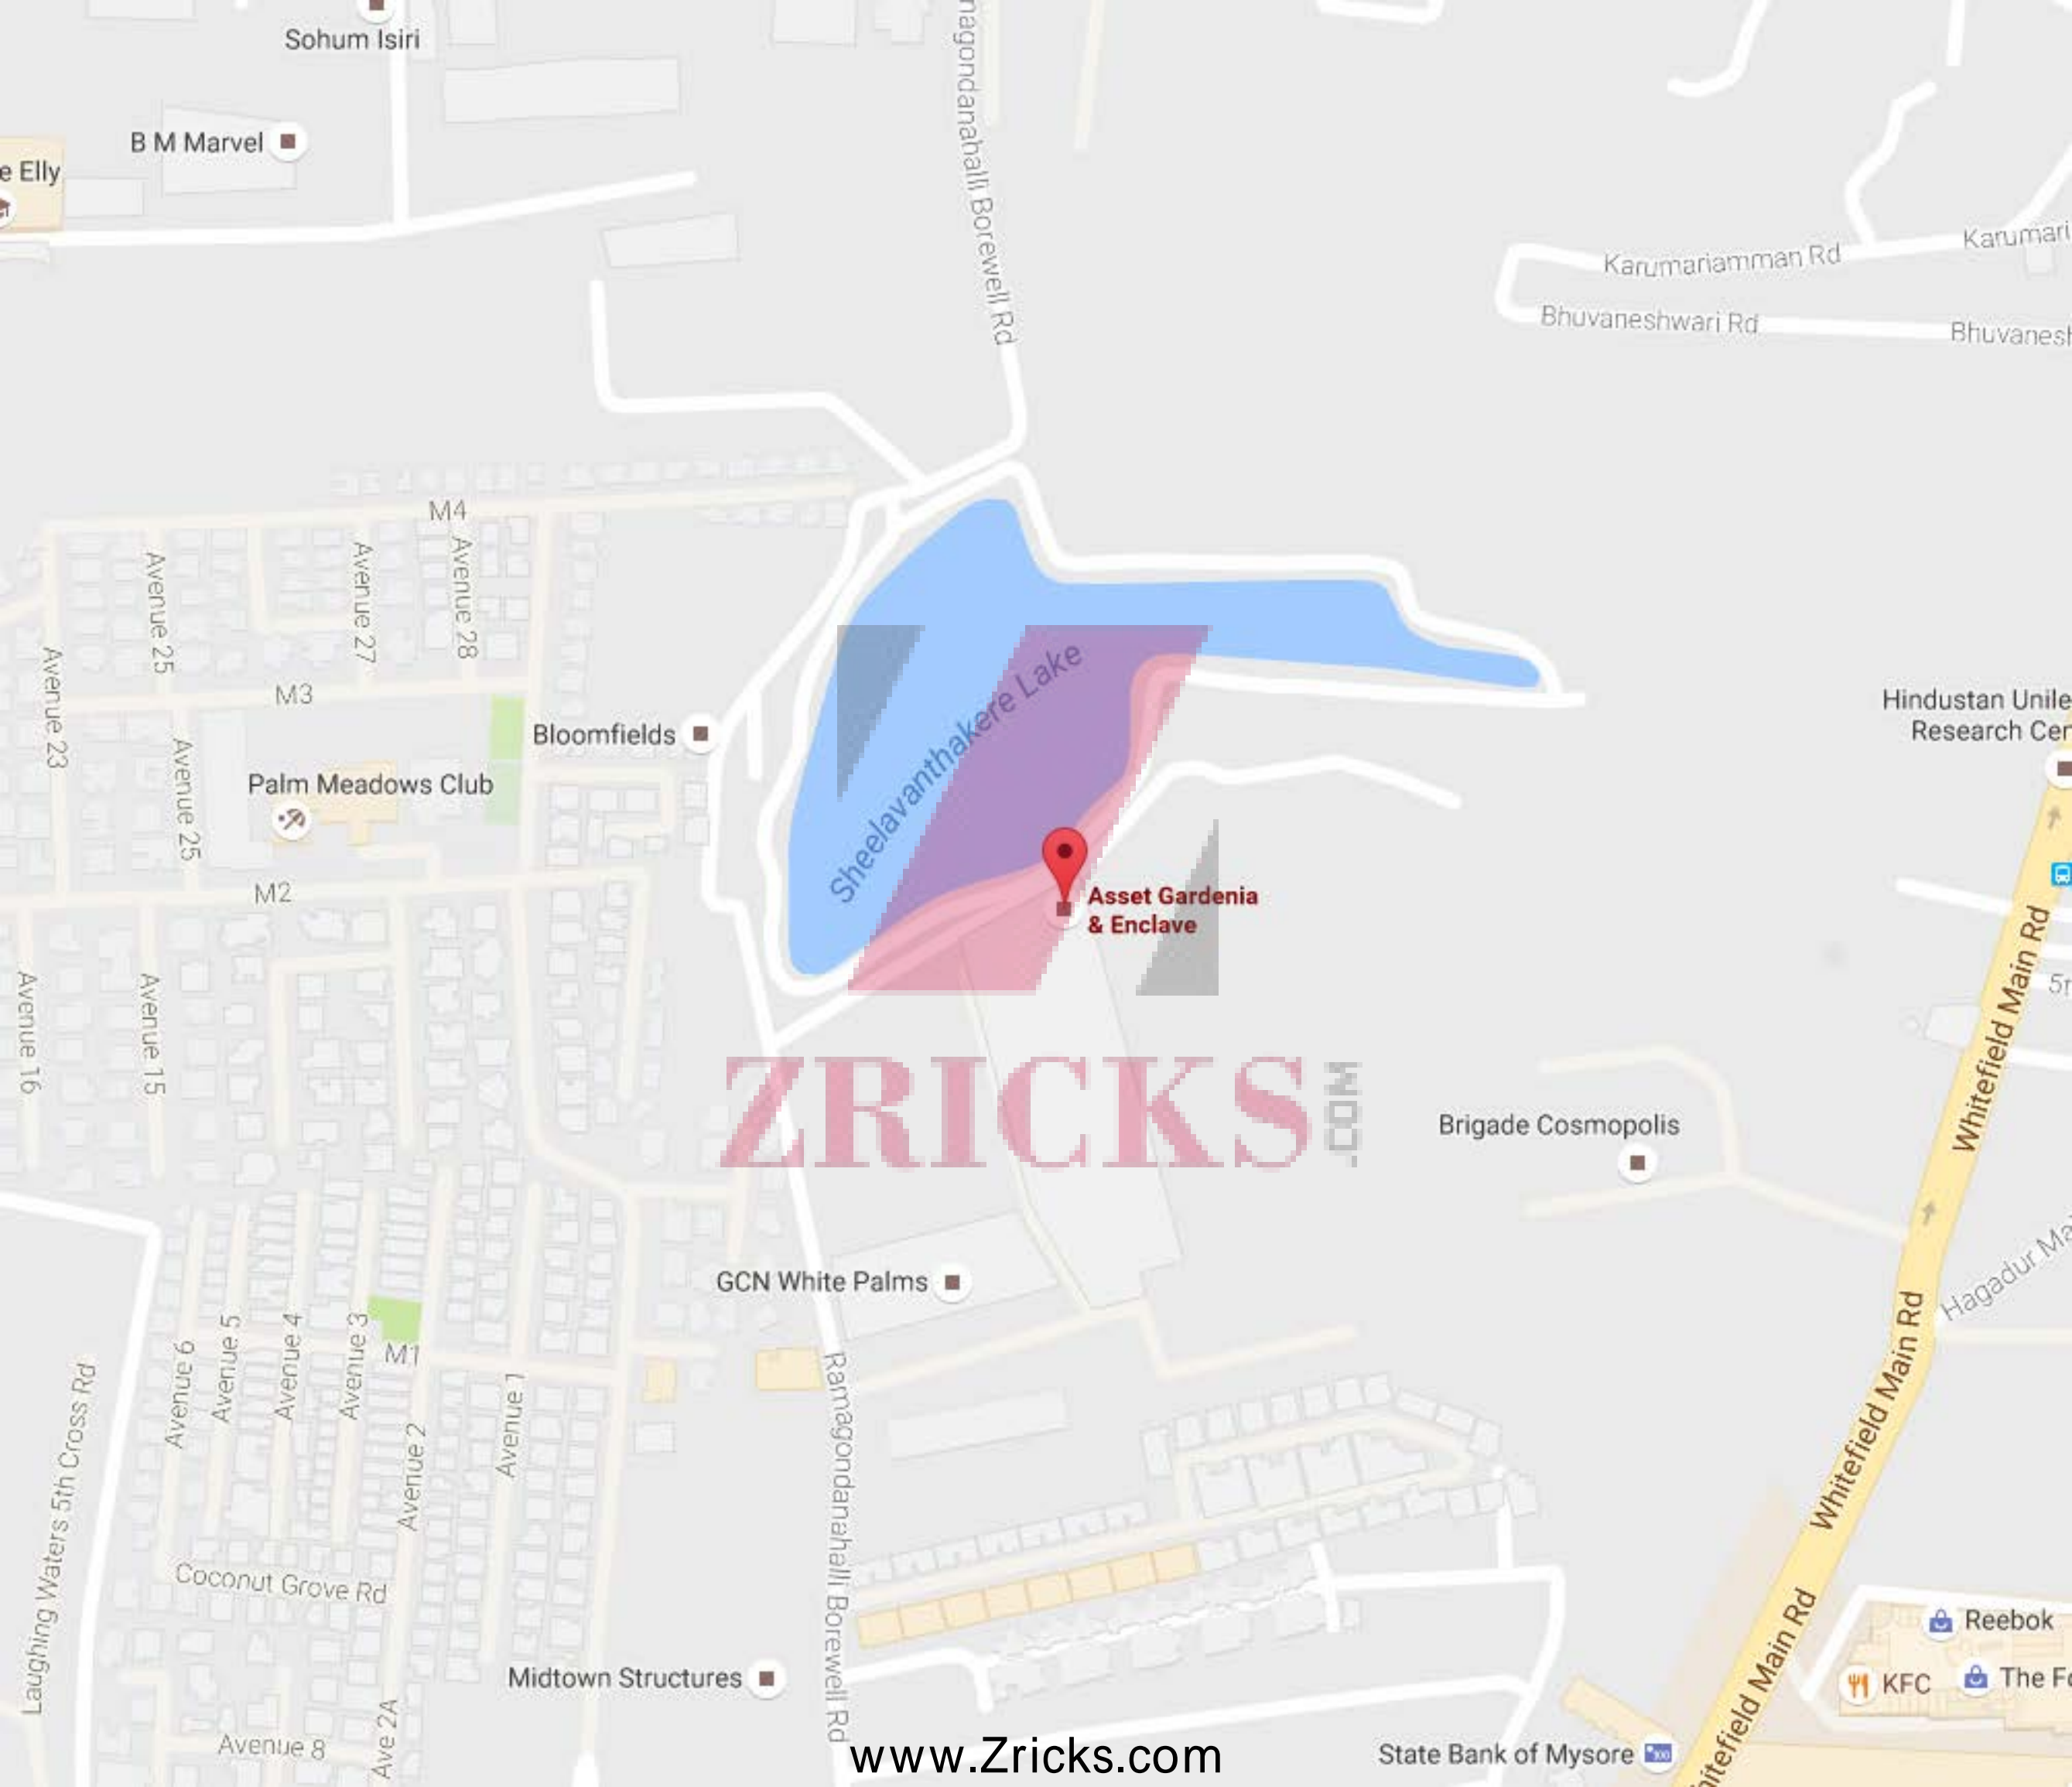 Sohum Isiri
B M Marvel
e Elly
nagondanahalli Borewell Rd
Karumariamman Rd
Karumari
Bhuvaneshwari Rd
Bhuvanesh
M4
Avenue 25
Avenue 27
Avenue 28
Avenue 23
M3
Bloomfields
Sheelavanthakere Lake
Hindustan Unile
Research Cer
Avenue 25
Palm Meadows Club
M2
Asset Gardenia
& Enclave
Whitefield Main Rd
5r
Avenue 16
Avenue 15
ZRICKS
.COM
Brigade Cosmopolis
GCN White Palms
Hagadur Ma
Whitefield Main Rd
Avenue 6
Avenue 5
Avenue 4
Avenue 3
M1
Avenue 2
Avenue 1
Laughing Waters 5th Cross Rd
Ramagondanahalli Borewell Rd
Coconut Grove Rd
Reebok
KFC
The Fo
Midtown Structures
Whitefield Main Rd
Avenue 8
Ave 2A
www.Zricks.com
State Bank of Mysore